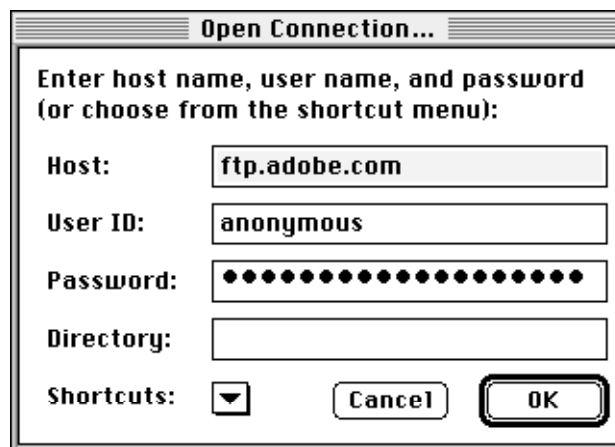 Open Connection...
Enter host name, user name, and password
(or choose from the shortcut menu):
Host: ftp.adobe.com
User ID: anonymous
Password: ●●●●●●●●●●●●●●●●●●●
Directory:
Shortcuts: Cancel OK